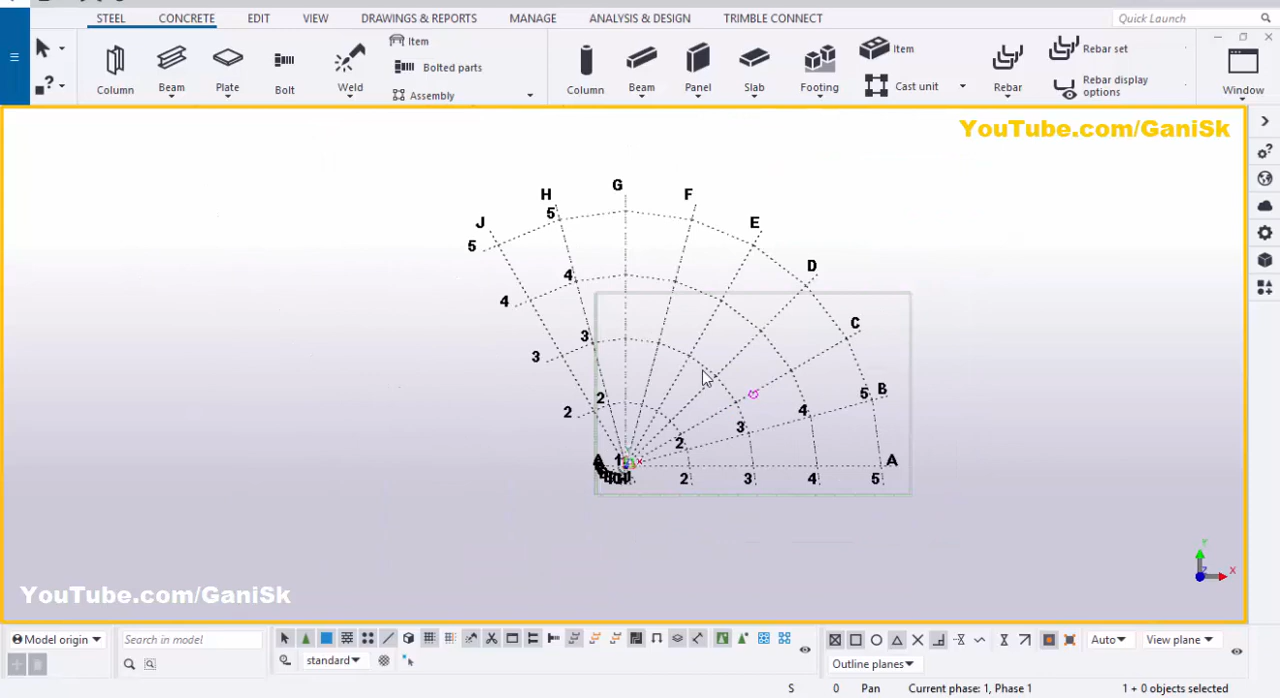 STEEL CONCRETE EDIT VIEW DRAWINGS & REPORTS MANAGE ANALYSIS & DESIGN TRIMBLE CONNECT Quick Launch
Item Item Rebar set
Bolted parts Rebar display
options
Column Beam Plate Bolt Weld Assembly Column Beam Panel Slab Footing Cast unit Rebar Window
YouTube.com/GaniSk
G
H F
5
J E
5
D
4
4
C
3
3
B
5
2
4
2
3
2
A 1 A
2 3 4 5
Y
Z X
YouTube.com/GaniSk
Model origin Search in model Auto View plane
standard Outline planes
S 0 Pan Current phase: 1, Phase 1 1 + 0 objects selected